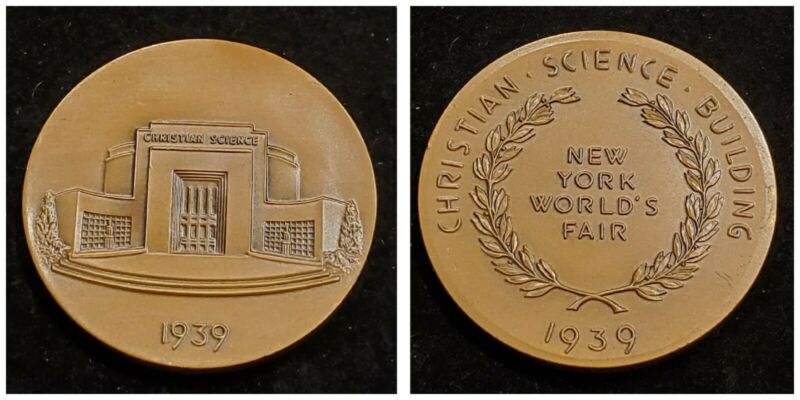 CHRISTIAN SCIENCE
1939
CHRISTIAN · SCIENCE · BUILDING
NEW
YORK
WORLD'S
FAIR
1939